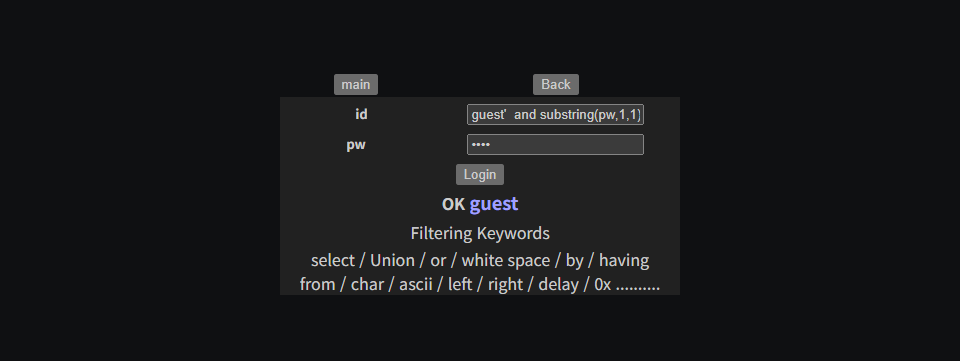 main Back
id guest' and substring(pw,1,1)
pw ••••
Login
OK guest
Filtering Keywords
select / Union / or / white space / by / having
from / char / ascii / left / right / delay / 0x ..........